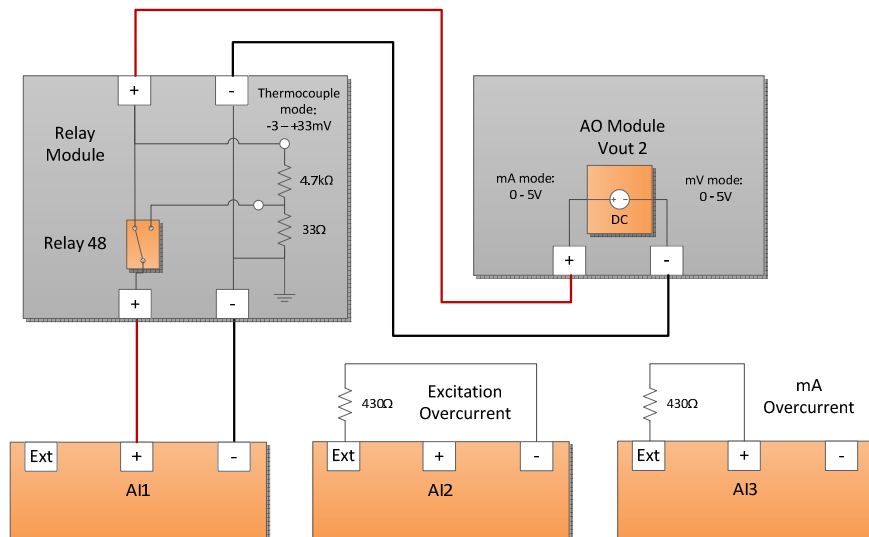 +
-
Thermocouple
mode:
-3 – +33mV
Relay
Module
4.7kΩ
33Ω
Relay 48
+
-
AO Module
Vout 2
mA mode:
0 - 5V
mV mode:
0 - 5V
+ -
DC
+
-
430Ω
Excitation
Overcurrent
430Ω
mA
Overcurrent
Ext
+
-
AI1
Ext
+
-
AI2
Ext
+
-
AI3